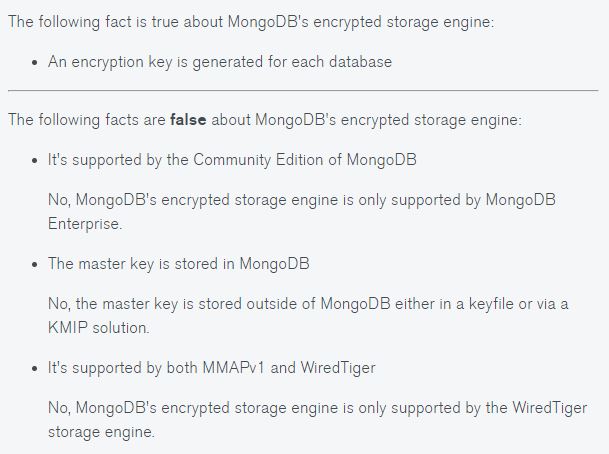 The following fact is true about MongoDB's encrypted storage engine:
• An encryption key is generated for each database
The following facts are false about MongoDB's encrypted storage engine:
• It's supported by the Community Edition of MongoDB
No, MongoDB's encrypted storage engine is only supported by MongoDB
Enterprise.
• The master key is stored in MongoDB
No, the master key is stored outside of MongoDB either in a keyfile or via a
KMIP solution.
• It's supported by both MMAPv1 and WiredTiger
No, MongoDB's encrypted storage engine is only supported by the WiredTiger
storage engine.